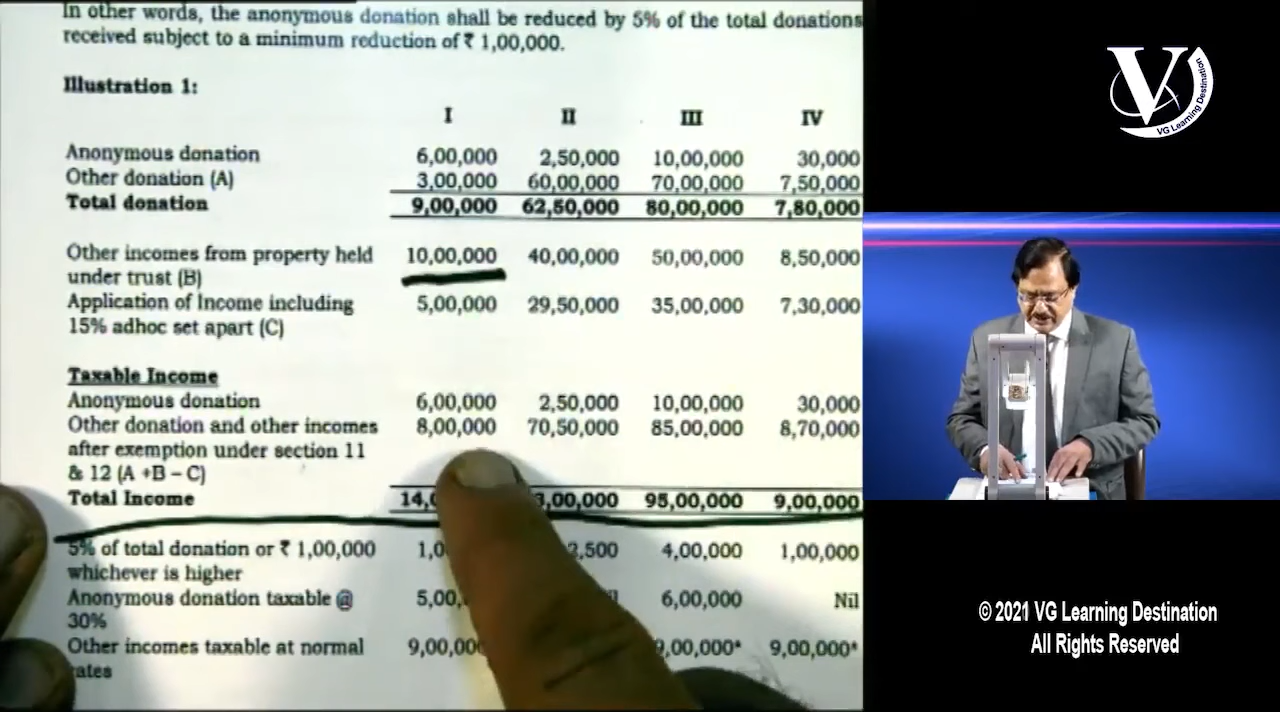 In other words, the anonymous donation shall be reduced by 5% of the total donations
received subject to a minimum reduction of ₹ 1,00,000.
Illustration 1:
I II III IV
Anonymous donation 6,00,000 2,50,000 10,00,000 30,000
Other donation (A) 3,00,000 60,00,000 70,00,000 7,50,000
Total donation 9,00,000 62,50,000 80,00,000 7,80,000
Other incomes from property held 10,00,000 40,00,000 50,00,000 8,50,000
under trust (B)
Application of Income including 5,00,000 29,50,000 35,00,000 7,30,000
15% adhoc set apart (C)
Taxable Income
Anonymous donation 6,00,000 2,50,000 10,00,000 30,000
Other donation and other incomes 8,00,000 70,50,000 85,00,000 8,70,000
after exemption under section 11
& 12 (A +B – C)
Total Income 95,00,000 9,00,000
5% of total donation or ₹ 1,00,000 4,00,000 1,00,000
whichever is higher
Anonymous donation taxable @ 6,00,000 Nil
30%
Other incomes taxable at normal 9,00,000*
V
VG Learning Destination
© 2021 VG Learning Destination
All Rights Reserved